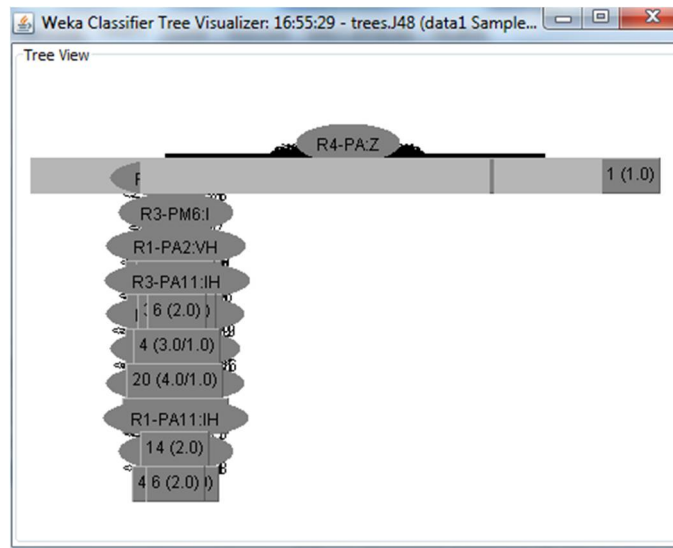 Weka Classifier Tree Visualizer: 16:55:29 - trees.J48 (data1 Sample...
Tree View
R4-PA:Z
1 (1.0)
R3-PM6:I
R1-PA2:VH
R3-PA11:IH
6 (2.0)
4 (3.0/1.0)
20 (4.0/1.0)
R1-PA11:IH
14 (2.0)
6 (2.0)